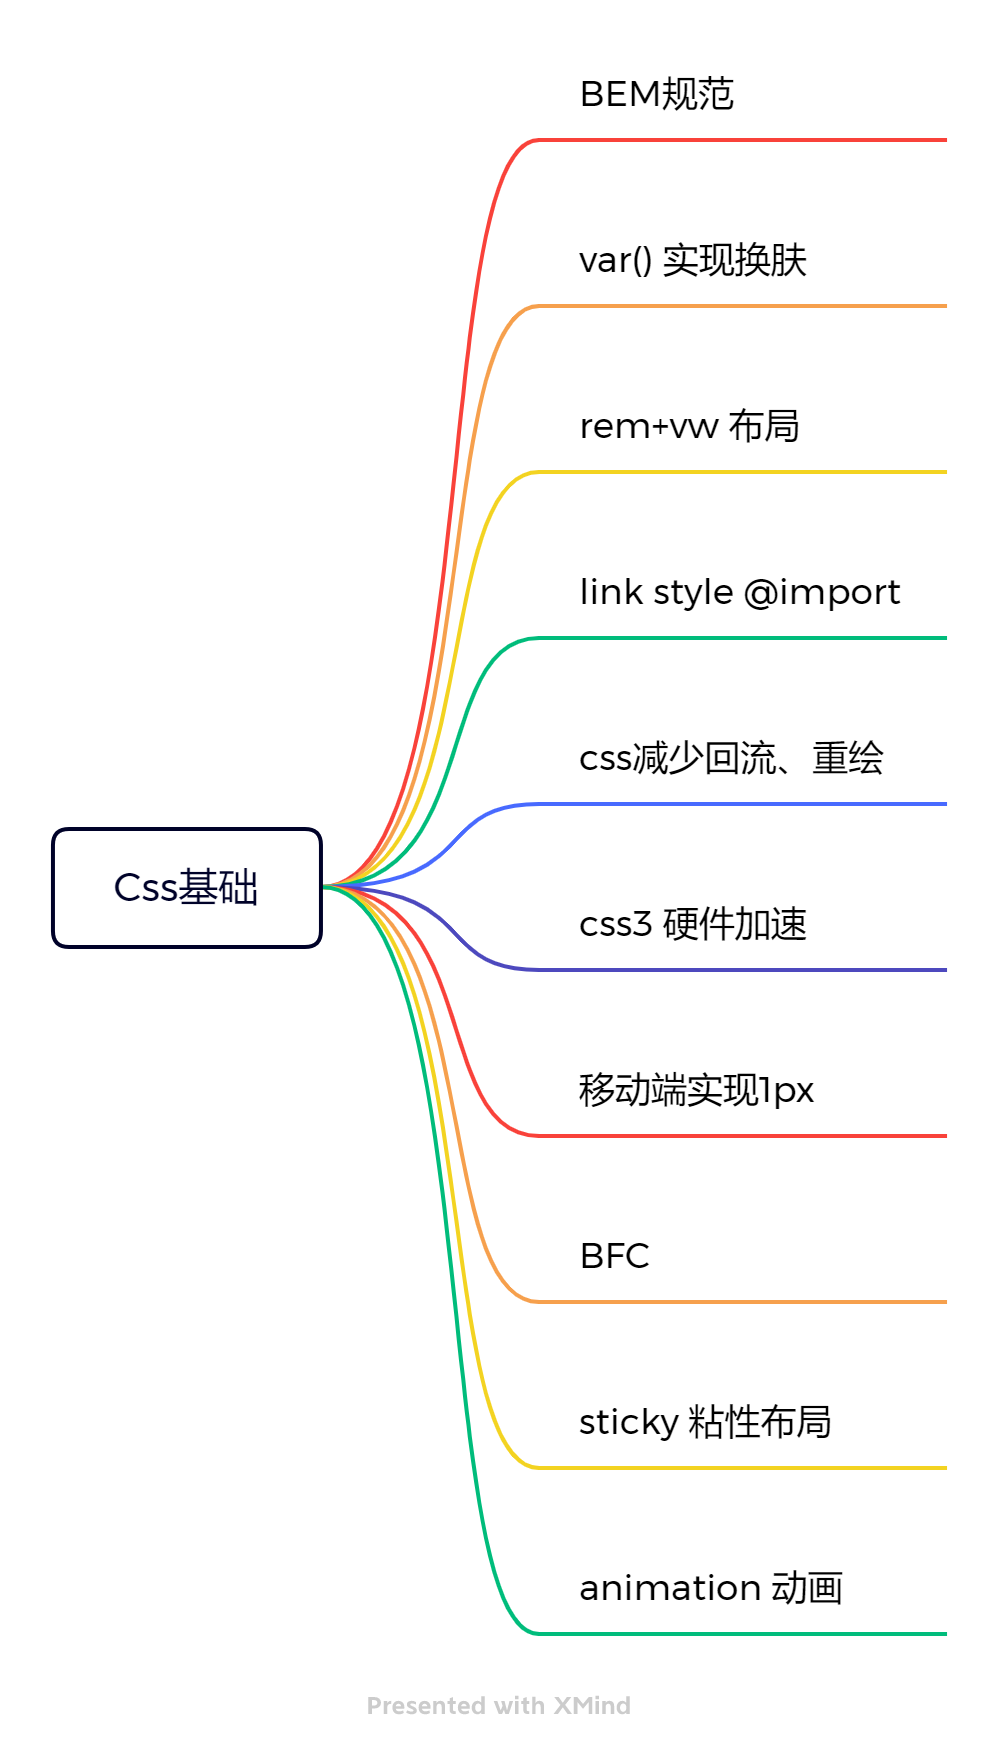 BEM规范
var() 实现换肤
rem+vw 布局
link style @import
css减少回流、重绘
Css基础
css3 硬件加速
移动端实现1px
BFC
sticky 粘性布局
animation 动画
Presented with XMind